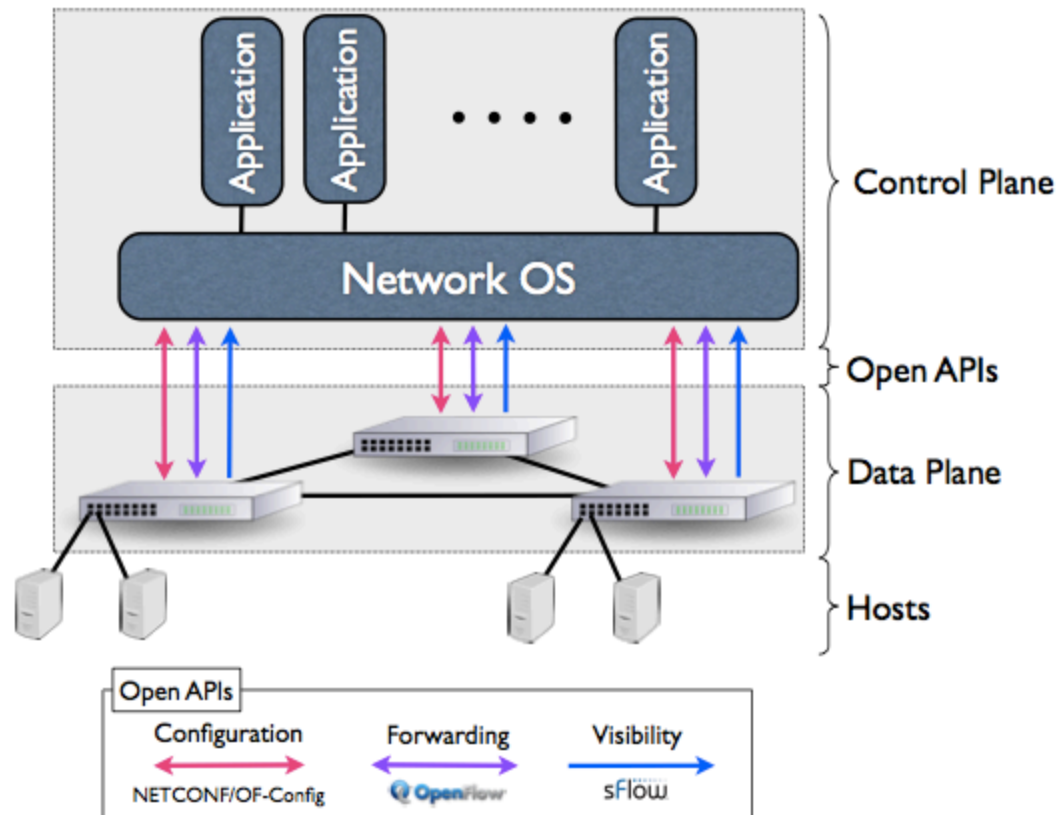 Application
Application
Application
Control Plane
Network OS
Open APIs
Data Plane
Hosts
Open APIs
Configuration
Forwarding
Visibility
NETCONF/OF-Config
OpenFlow
sFlow